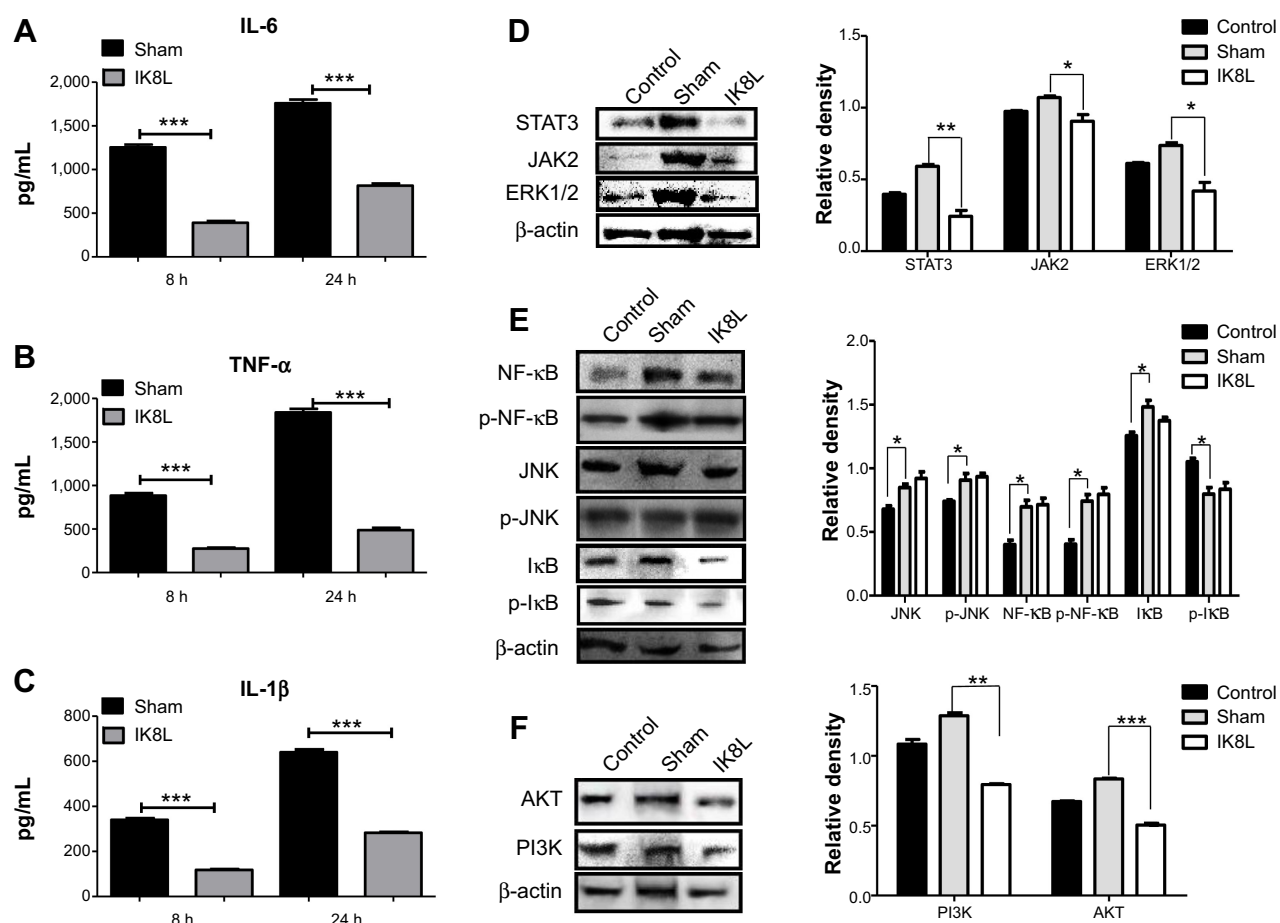 A
IL-6
Sham
IK8L
2,000
1,500
1,000
500
0
pg/mL
***
***
8 h
24 h
B
TNF-α
Sham
IK8L
2,000
1,500
1,000
500
0
pg/mL
***
***
8 h
24 h
C
IL-1β
Sham
IK8L
800
600
400
200
0
pg/mL
***
***
8 h
24 h
D
Control Sham IK8L
STAT3
JAK2
ERK1/2
β-actin
Control
Sham
IK8L
1.5
1.0
0.5
0.0
Relative density
**
*
*
STAT3 JAK2 ERK1/2
E
Control Sham IK8L
NF-κB
p-NF-κB
JNK
p-JNK
IκB
p-IκB
β-actin
Control
Sham
IK8L
2.0
1.5
1.0
0.5
0.0
Relative density
* * * * * *
JNK p-JNK NF-κB p-NF-κB IκB p-IκB
F
Control Sham IK8L
AKT
PI3K
β-actin
Control
Sham
IK8L
1.5
1.0
0.5
0.0
Relative density
**
***
PI3K AKT